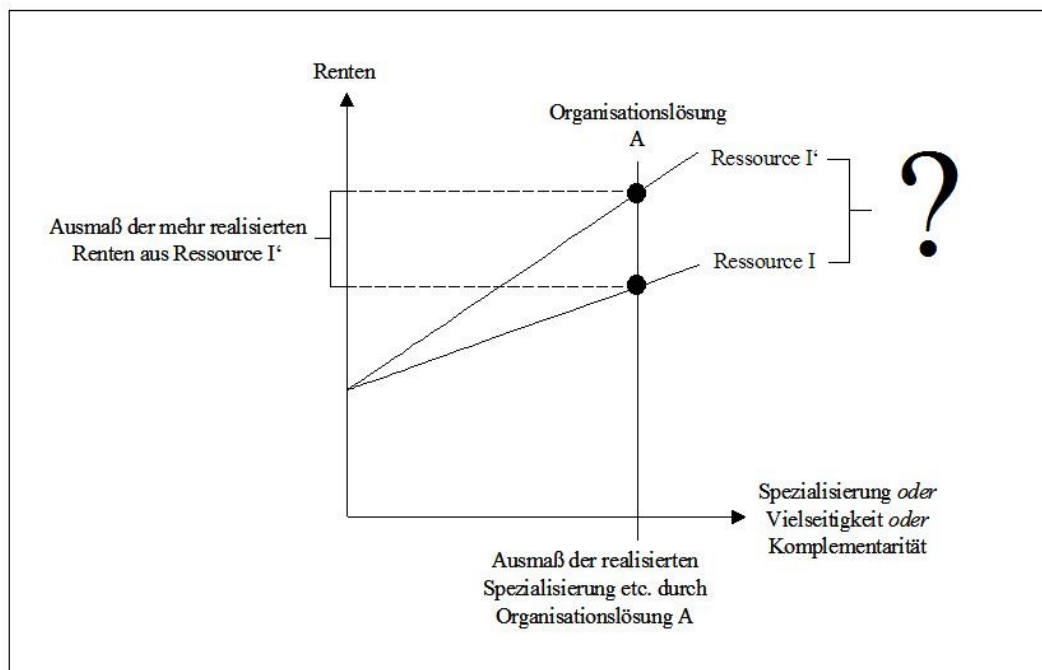 Renten
Organisationslösung
A
Ressource I‘
Ausmaß der mehr realisierten
Renten aus Ressource I‘
?
Ressource I
Spezialisierung oder
Vielseitigkeit oder
Komplementarität
Ausmaß der realisierten
Spezialisierung etc. durch
Organisationslösung A